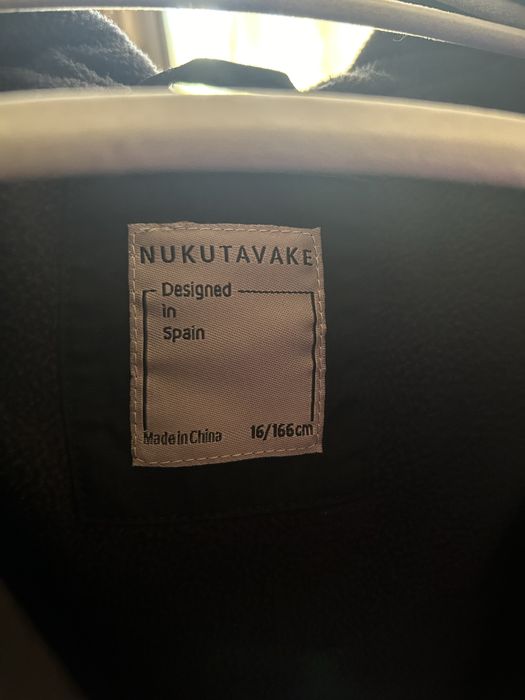 NUKUTAVAKE
Designed
in
Spain
Made in China 16/166cm